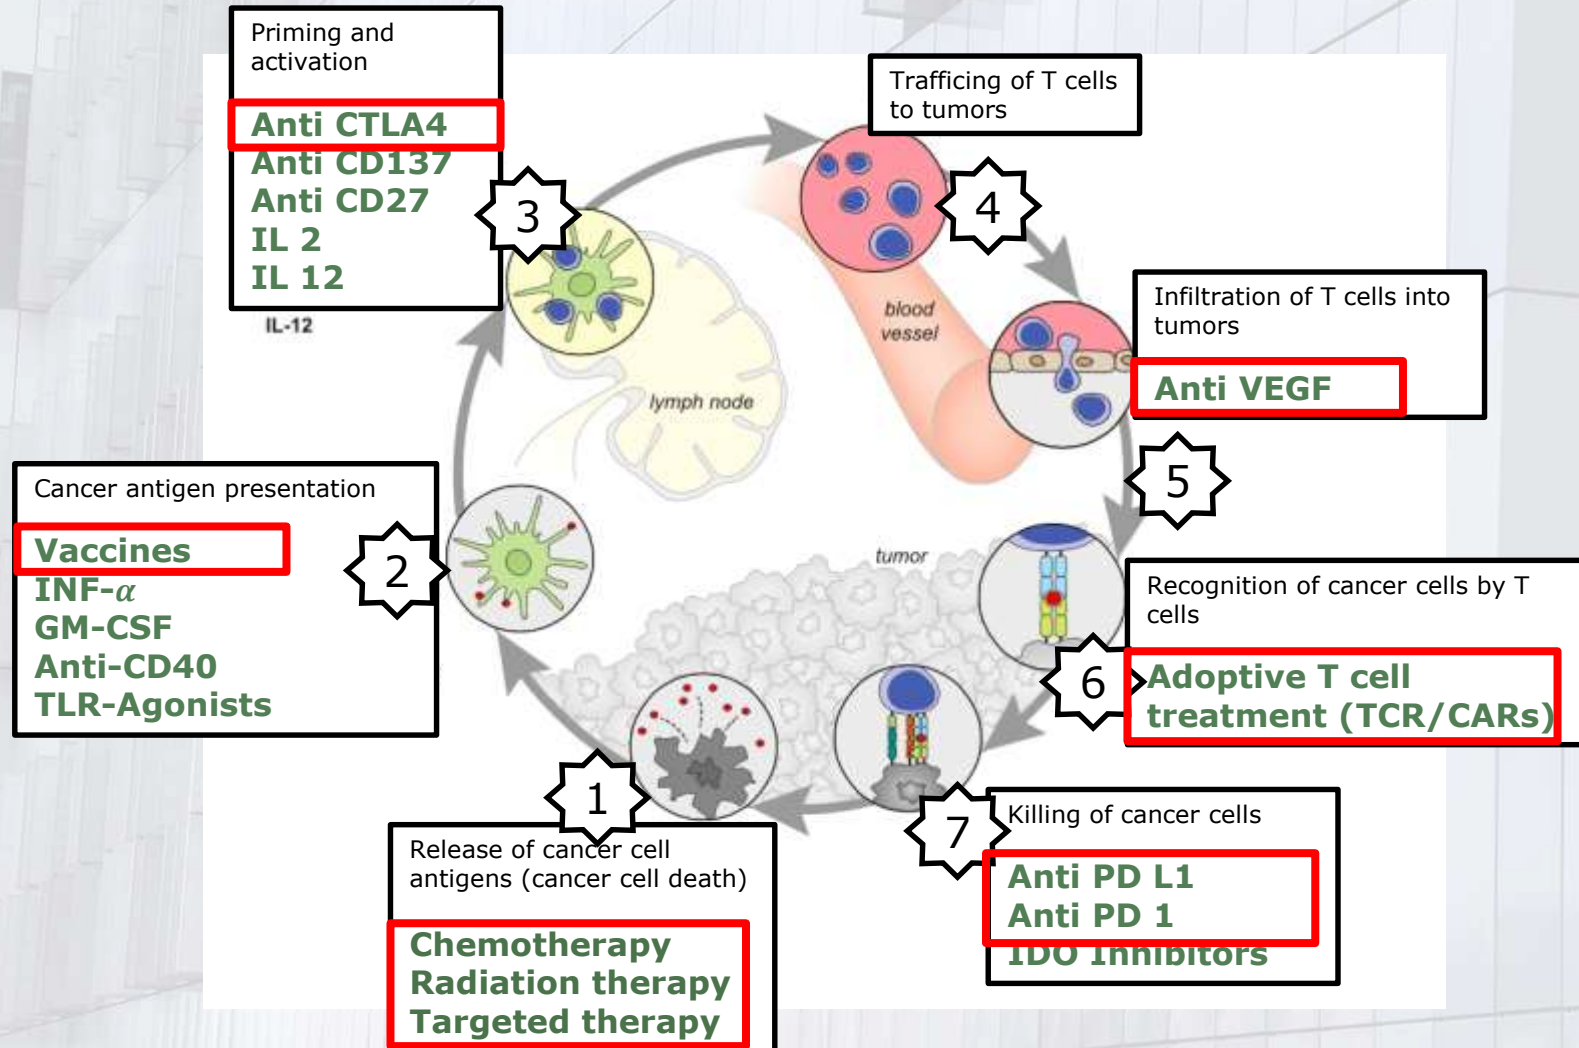 Priming and
activation
Anti CTLA4
Anti CD137
Anti CD27
IL 2
IL 12
IL-12
3
Trafficing of T cells
to tumors
4
blood
vessel
lymph node
Infiltration of T cells into
tumors
Anti VEGF
5
Cancer antigen presentation
Vaccines
INF-α
GM-CSF
Anti-CD40
TLR-Agonists
2
tumor
Recognition of cancer cells by T
cells
Adoptive T cell
treatment (TCR/CARs)
6
1
Release of cancer cell
antigens (cancer cell death)
Chemotherapy
Radiation therapy
Targeted therapy
7
Killing of cancer cells
Anti PD L1
Anti PD 1
IDO Inhibitors